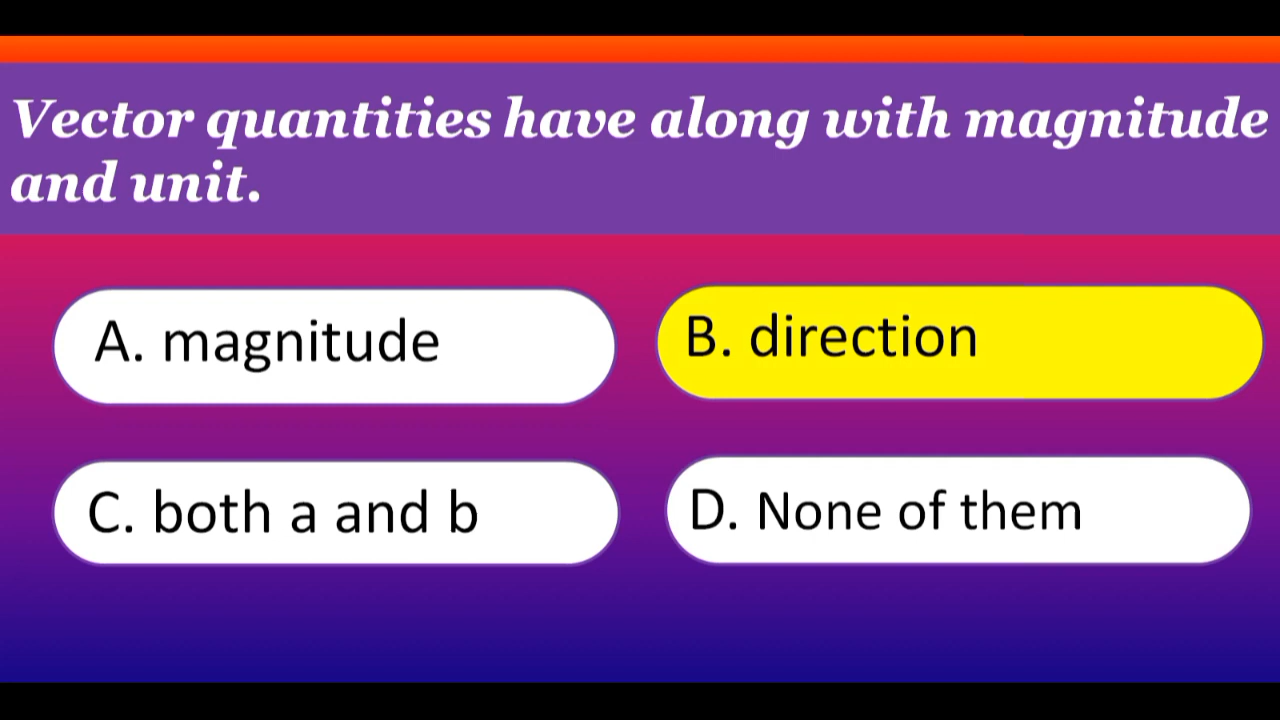 Vector quantities have along with magnitude
and unit.
A. magnitude
B. direction
C. both a and b
D. None of them